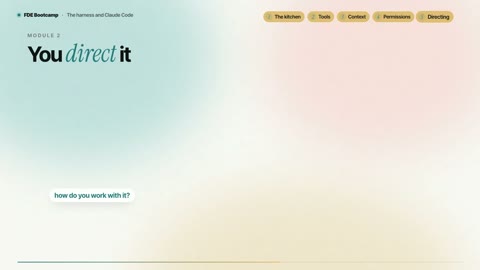 FDE Bootcamp · The harness and Claude Code
The kitchen
Tools
Context
Permissions
Directing
MODULE 2
You direct it
how do you work with it?